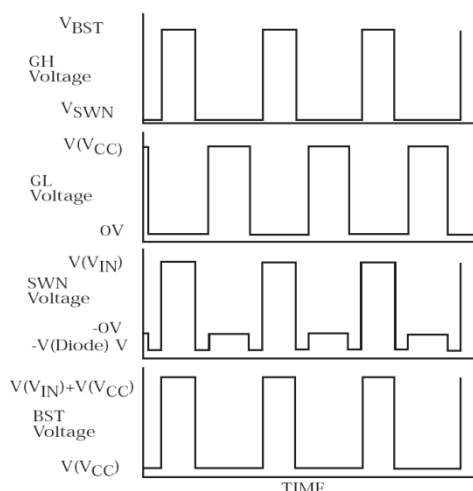 VBST
GH
Voltage
VSWN
V(VCC)
GL
Voltage
0V
V(VIN)
SWN
Voltage
-0V
-V(Diode) V
V(VIN)+V(VCC)
BST
Voltage
V(VCC)
TIME